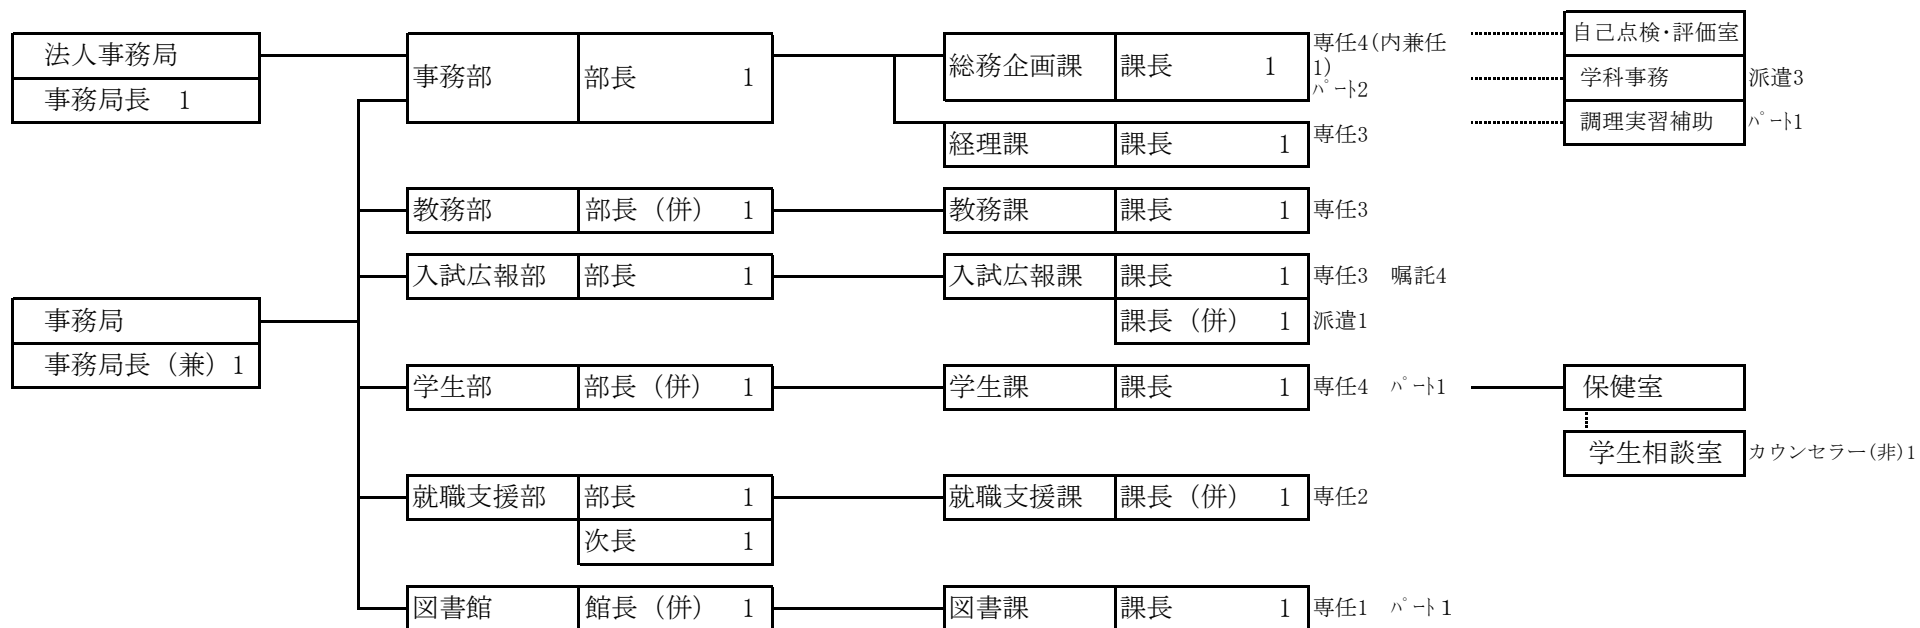 法人事務局
事務局長 1
事務部 部長 1
総務企画課 課長 1
専任4(内兼任
1)
ﾊﾟｰﾄ2
自己点検・評価室
学科事務 派遣3
調理実習補助 ﾊﾟｰﾄ1
経理課 課長 1 専任3
教務部 部長（併） 1
教務課 課長 1 専任3
入試広報部 部長 1
入試広報課 課長 1 専任3 嘱託4
課長（併） 1 派遣1
事務局
事務局長（兼）1
学生部 部長（併） 1
学生課 課長 1 専任4 ﾊﾟｰﾄ1
保健室
学生相談室 カウンセラー(非)1
就職支援部 部長 1
次長 1
就職支援課 課長（併） 1 専任2
図書館 館長（併） 1
図書課 課長 1 専任1 ﾊﾟｰﾄ1